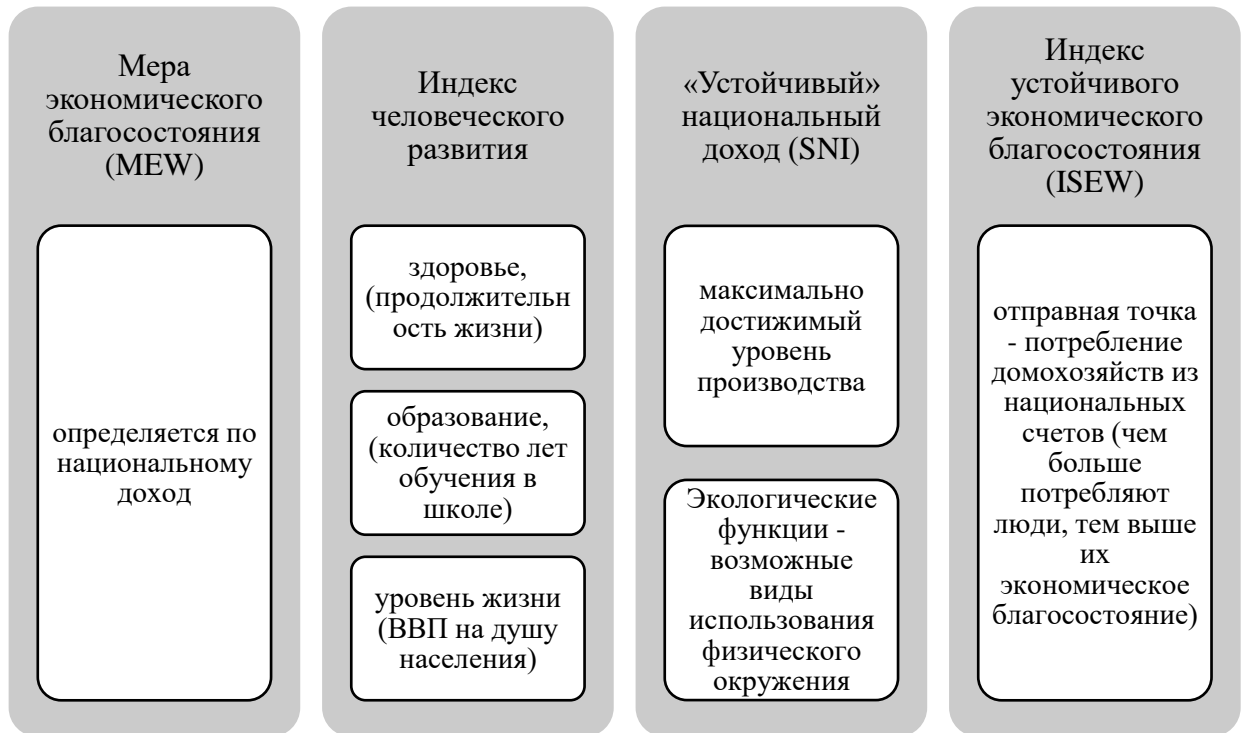 Мера
экономического
благосостояния
(MEW)
определяется по
национальному
доход
Индекс
человеческого
развития
здоровье,
(продолжительн
ость жизни)
образование,
(количество лет
обучения в
школе)
уровень жизни
(ВВП на душу
населения)
«Устойчивый»
национальный
доход (SNI)
максимально
достижимый
уровень
производства
Экологические
функции -
возможные
виды
использования
физического
окружения
Индекс
устойчивого
экономического
благосостояния
(ISEW)
отправная точка
- потребление
домохозяйств из
национальных
счетов (чем
больше
потребляют
люди, тем выше
их
экономическое
благосостояние)